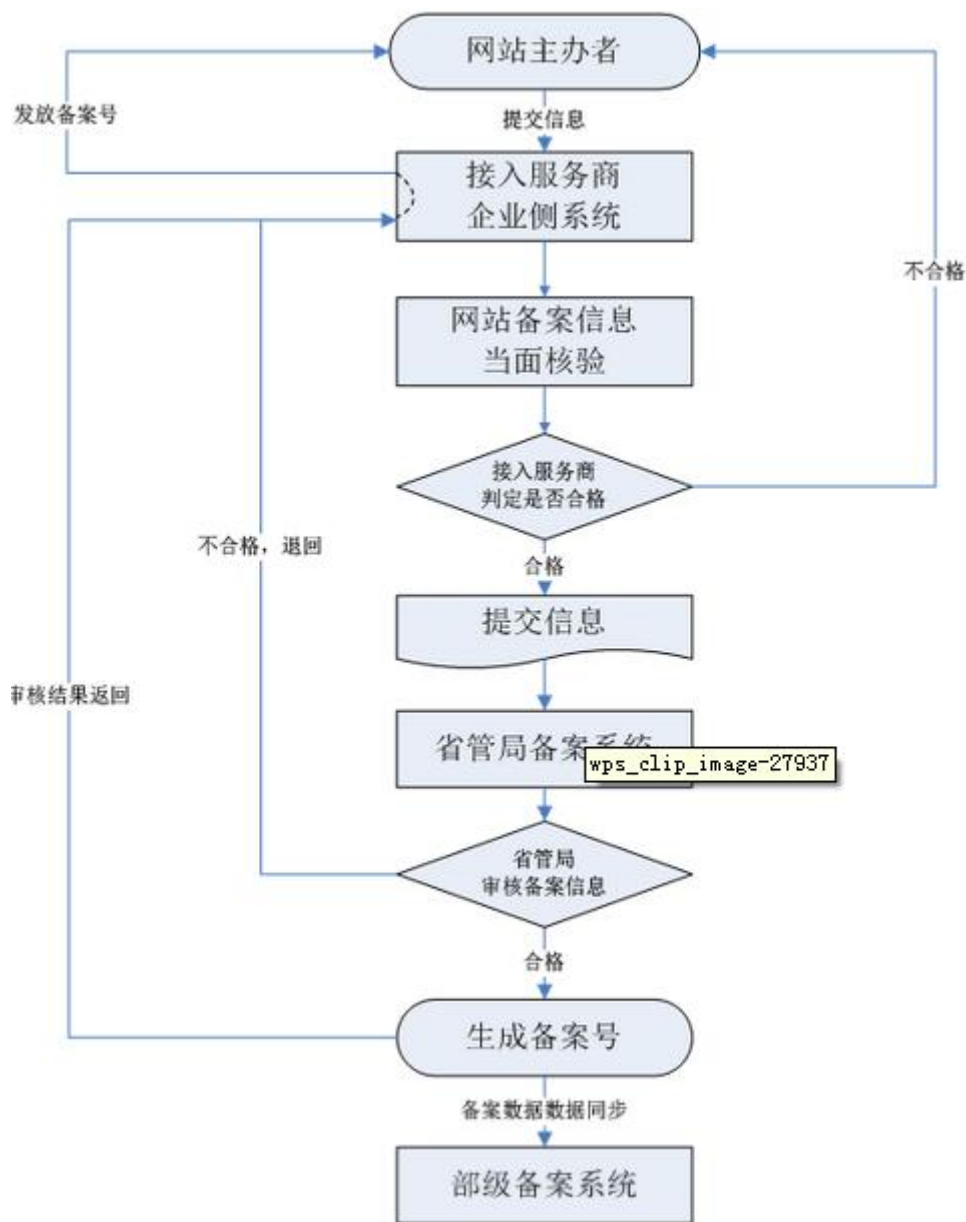 网站主办者
发放备案号
提交信息
接入服务商
企业侧系统
不合格
网站备案信息
当面核验
接入服务商
判定是否合格
不合格，退回
合格
提交信息
审核结果返回
省管局备案系统
wps_clip_image-27937
省管局
审核备案信息
合格
生成备案号
备案数据数据同步
部级备案系统